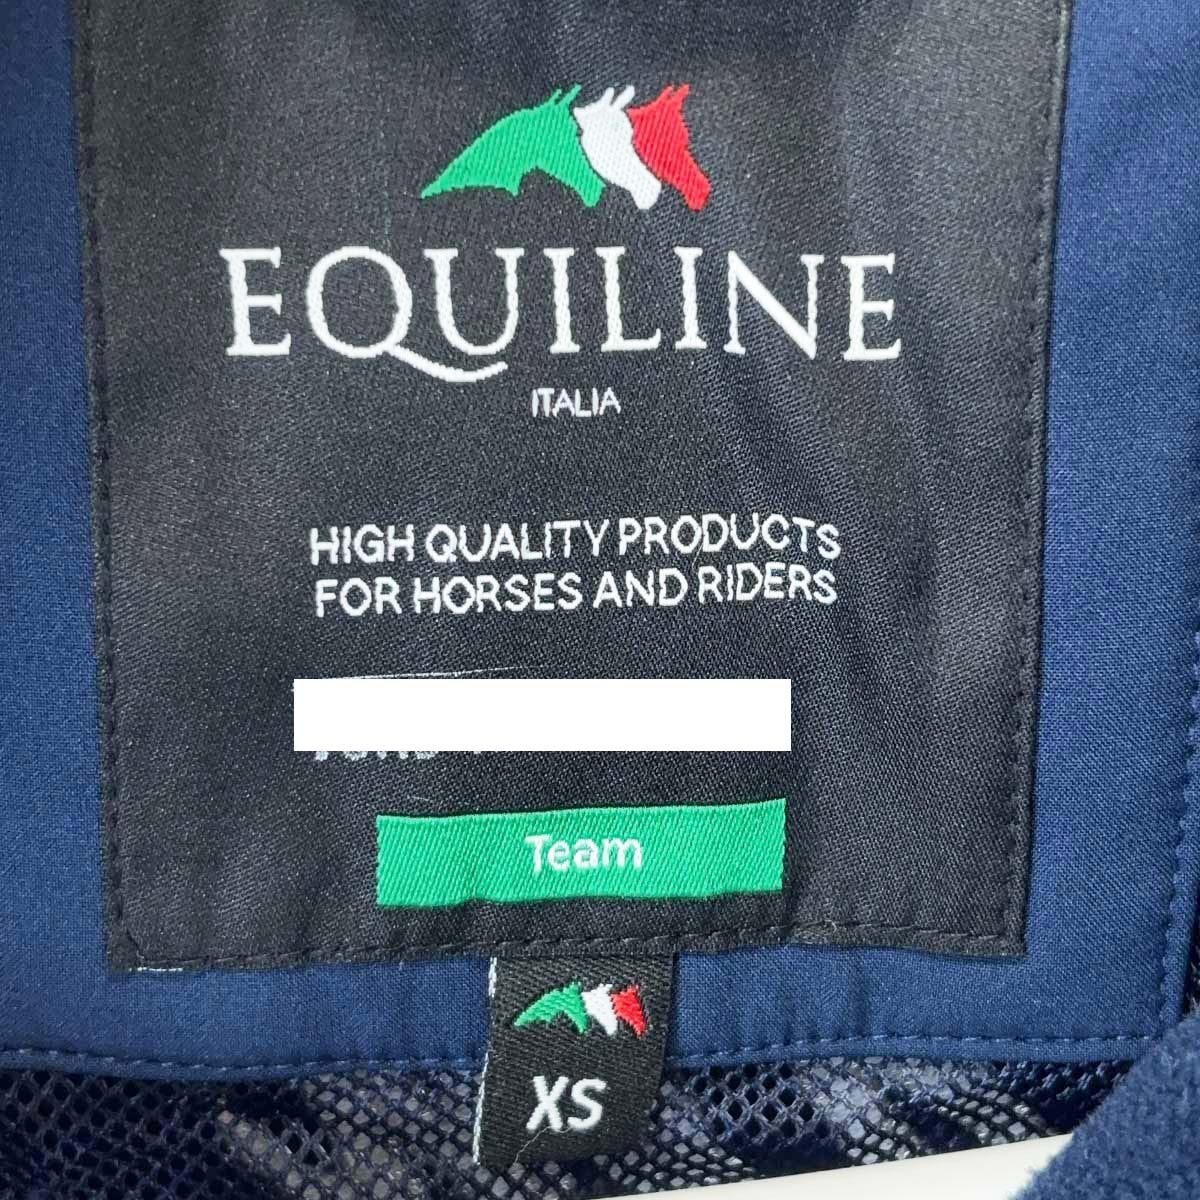 EQUILINE
ITALIA
HIGH QUALITY PRODUCTS
FOR HORSES AND RIDERS
Team
XS